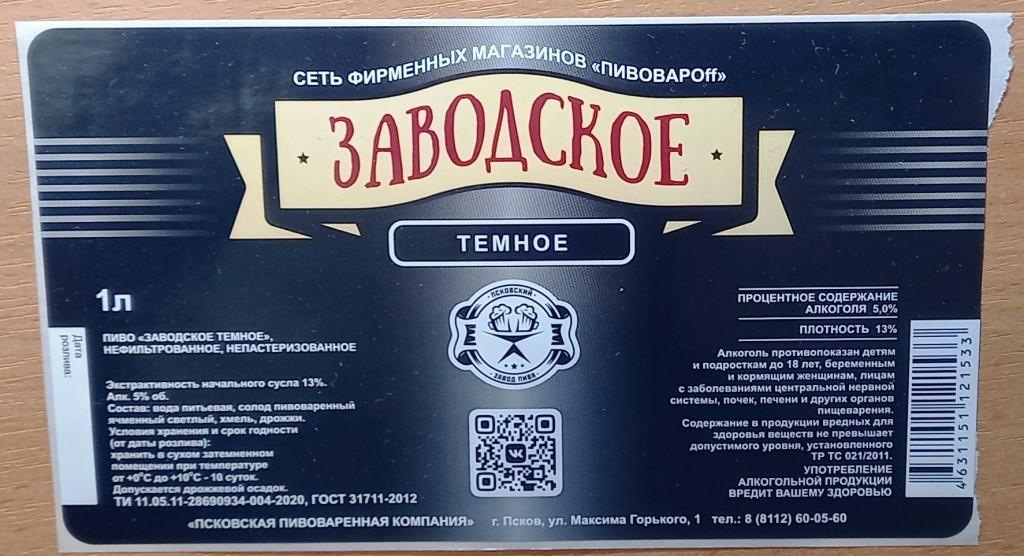 СЕТЬ ФИРМЕННЫХ МАГАЗИНОВ «ПИВОВАРОff»
ЗАВОДСКОЕ
ТЕМНОЕ
1л
Дата
розлива:
ПИВО «ЗАВОДСКОЕ ТЕМНОЕ»,
НЕФИЛЬТРОВАННОЕ, НЕПАСТЕРИЗОВАННОЕ
Экстрактивность начального сусла 13%.
Алк. 5% об.
Состав: вода питьевая, солод пивоваренный
ячменный светлый, хмель, дрожжи.
Условия хранения и срок годности
(от даты розлива):
хранить в сухом затемненном
помещении при температуре
от +0°С до +10°С - 10 суток.
Допускается дрожжевой осадок.
ТИ 11.05.11-28690934-004-2020, ГОСТ 31711-2012
ПСКОВСКИЙ
ЗАВОД ПИВА
ПРОЦЕНТНОЕ СОДЕРЖАНИЕ
АЛКОГОЛЯ 5,0%
ПЛОТНОСТЬ 13%
Алкоголь противопоказан детям
и подросткам до 18 лет, беременным
и кормящим женщинам, лицам
с заболеваниями центральной нервной
системы, почек, печени и других органов
пищеварения.
Содержание в продукции вредных для
здоровья веществ не превышает
допустимого уровня, установленного
ТР ТС 021/2011.
УПОТРЕБЛЕНИЕ
АЛКОГОЛЬНОЙ ПРОДУКЦИИ
ВРЕДИТ ВАШЕМУ ЗДОРОВЬЮ
4 631151 121533
«ПСКОВСКАЯ ПИВОВАРЕННАЯ КОМПАНИЯ» г. Псков, ул. Максима Горького, 1 тел.: 8 (8112) 60-05-60